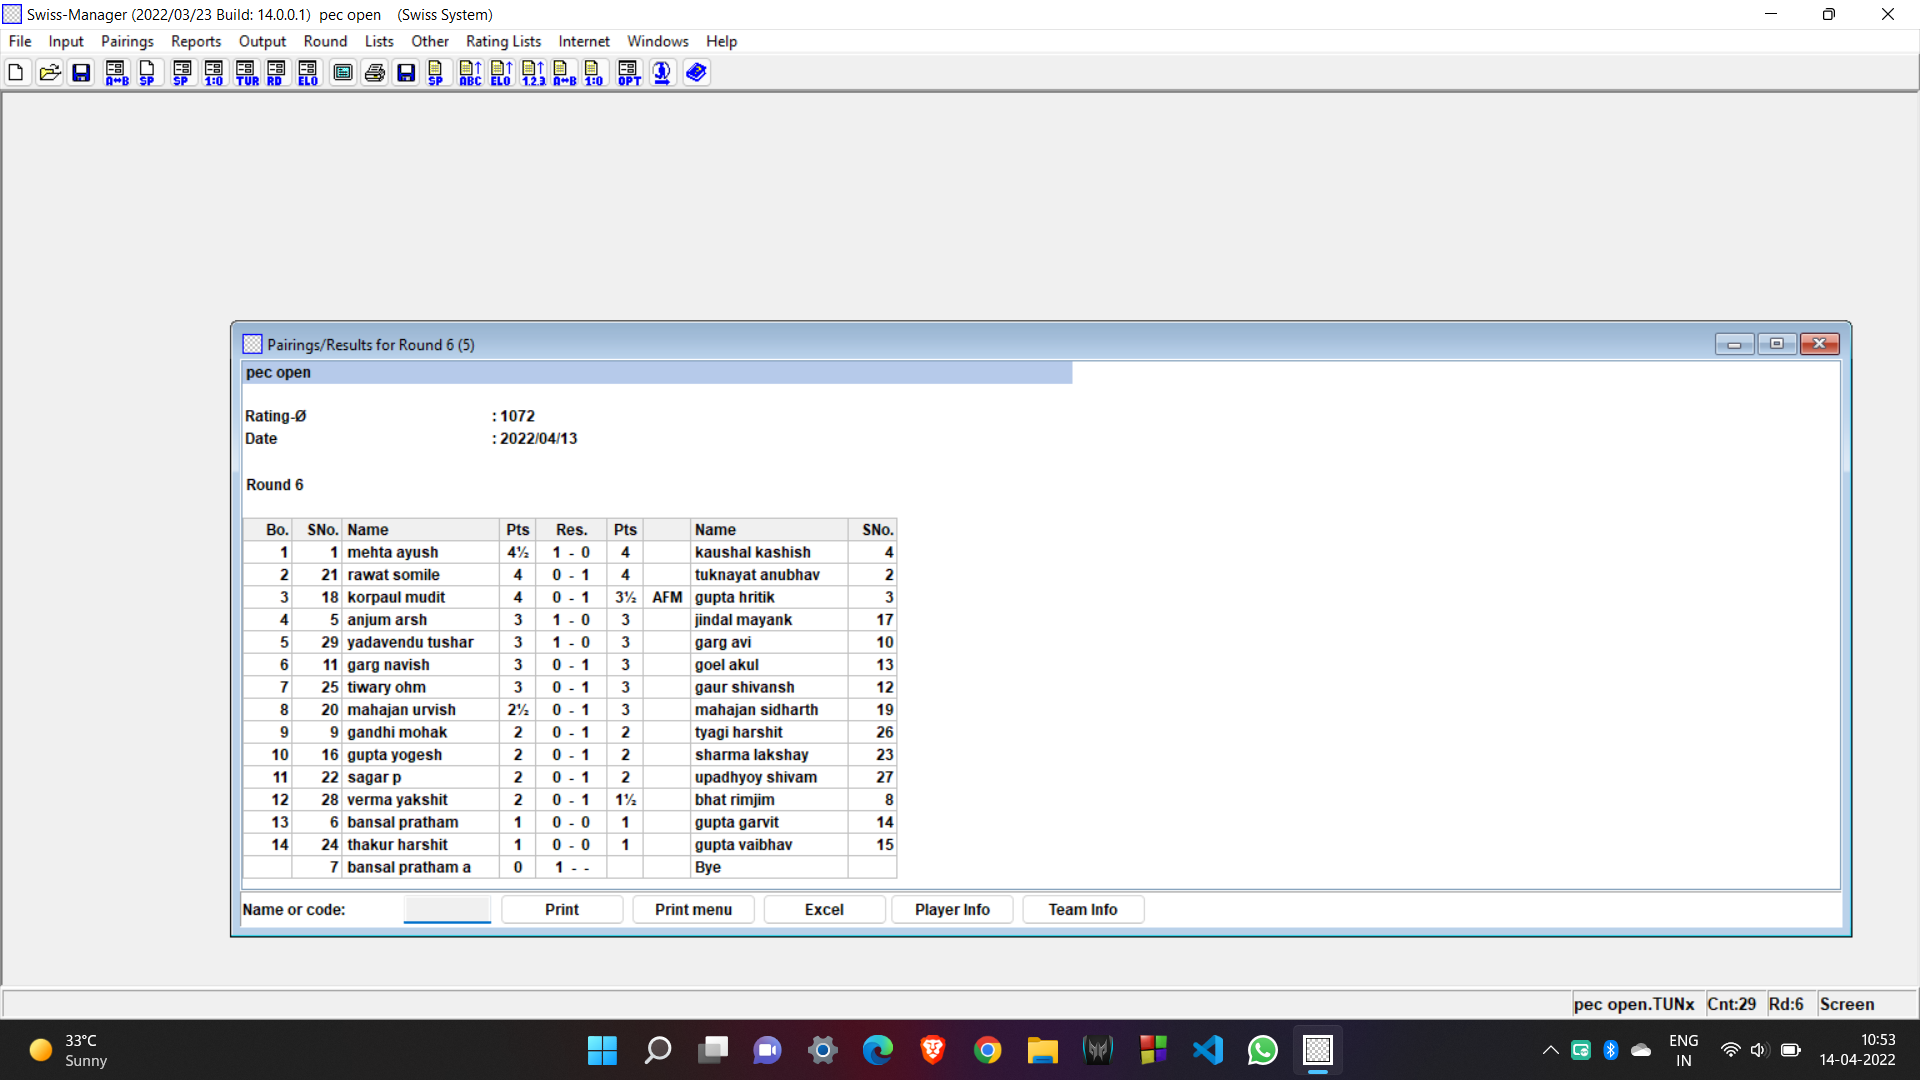 Swiss-Manager (2022/03/23 Build: 14.0.0.1)  pec open    (Swiss System)
File Input Pairings Reports Output Round Lists Other Rating Lists Internet Windows Help
A↔B SP SP 1:0 TUR RD ELO SP ABC ELO 1.2.3. A↔B 1:0 OPT
Pairings/Results for Round 6 (5)
pec open
Rating-Ø : 1072
Date : 2022/04/13
Round 6
Bo. SNo. Name Pts Res. Pts Name SNo.
1 1 mehta ayush 4½ 1 - 0 4 kaushal kashish 4
2 21 rawat somile 4 0 - 1 4 tuknayat anubhav 2
3 18 korpaul mudit 4 0 - 1 3½ AFM gupta hritik 3
4 5 anjum arsh 3 1 - 0 3 jindal mayank 17
5 29 yadavendu tushar 3 1 - 0 3 garg avi 10
6 11 garg navish 3 0 - 1 3 goel akul 13
7 25 tiwary ohm 3 0 - 1 3 gaur shivansh 12
8 20 mahajan urvish 2½ 0 - 1 3 mahajan sidharth 19
9 9 gandhi mohak 2 0 - 1 2 tyagi harshit 26
10 16 gupta yogesh 2 0 - 1 2 sharma lakshay 23
11 22 sagar p 2 0 - 1 2 upadhyoy shivam 27
12 28 verma yakshit 2 0 - 1 1½ bhat rimjim 8
13 6 bansal pratham 1 0 - 0 1 gupta garvit 14
14 24 thakur harshit 1 0 - 0 1 gupta vaibhav 15
7 bansal pratham a 0 1 - - Bye
Name or code: Print Print menu Excel Player Info Team Info
pec open.TUNx Cnt:29 Rd:6 Screen
33°C
Sunny
ENG
IN
10:53
14-04-2022